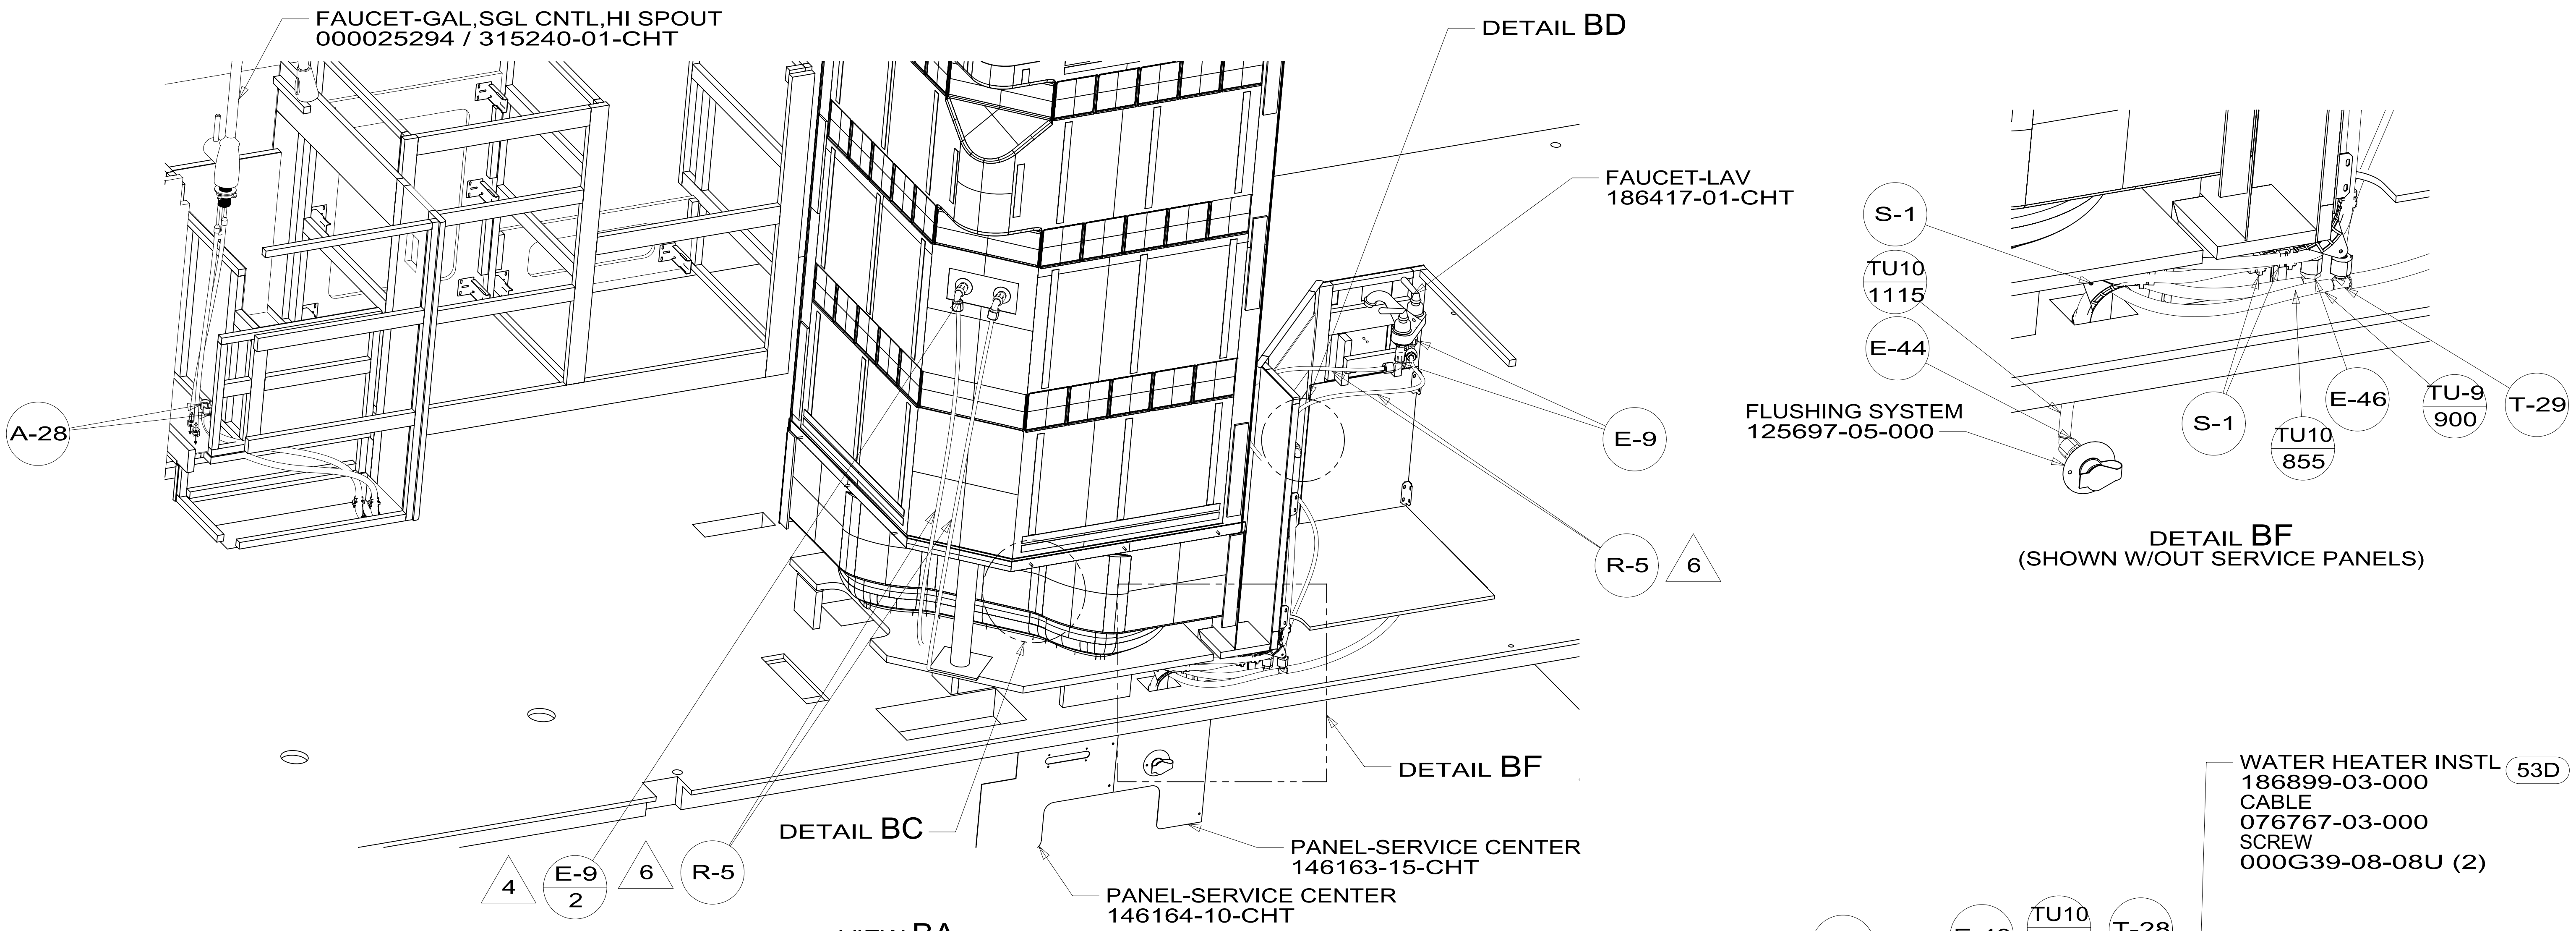 FAUCET-GAL,SGL CNTL,HI SPOUT
000025294 / 315240-01-CHT
DETAIL BD
FAUCET-LAV
186417-01-CHT
A-28
E-9
R-5
6
DETAIL BF
DETAIL BC
PANEL-SERVICE CENTER
146163-15-CHT
PANEL-SERVICE CENTER
146164-10-CHT
4
E-9
2
6
R-5
S-1
TU10
1115
E-44
FLUSHING SYSTEM
125697-05-000
S-1
TU10
855
E-46
TU-9
900
T-29
DETAIL BF
(SHOWN W/OUT SERVICE PANELS)
WATER HEATER INSTL
53D
186899-03-000
CABLE
076767-03-000
SCREW
000G39-08-08U (2)
VIEW BA
TU10
T-28